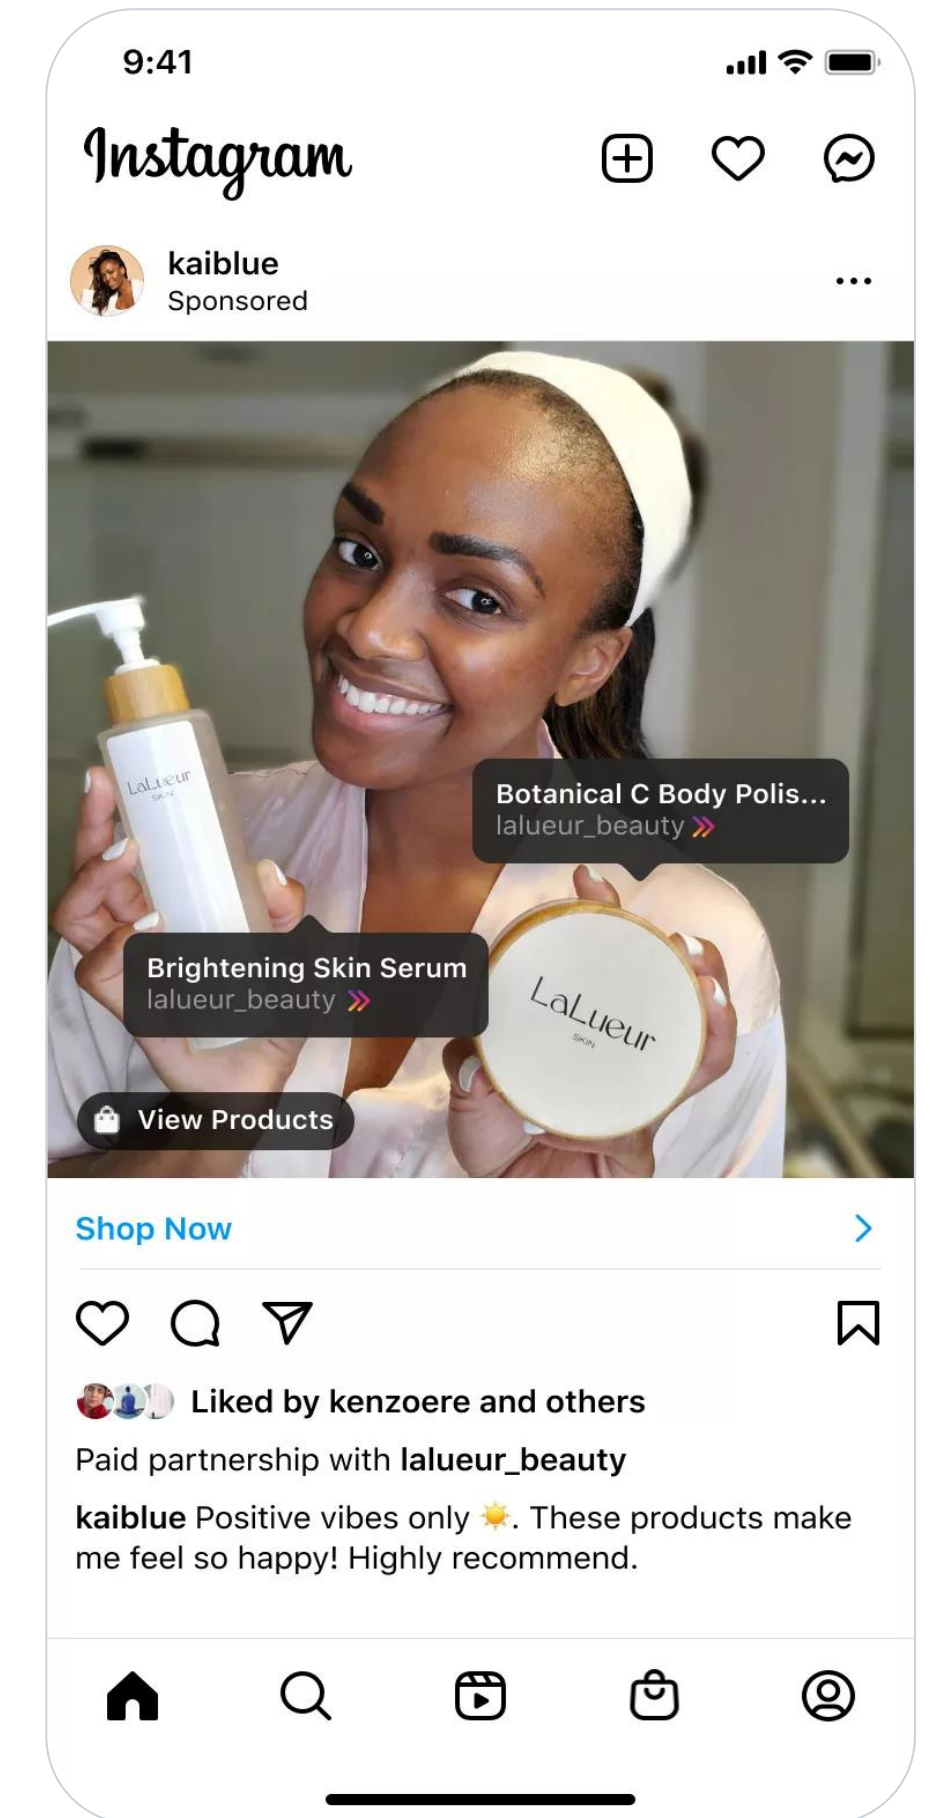 9:41
Instagram
kaiblue
Sponsored
LaLueur
SKIN
Botanical C Body Polis...
lalueur_beauty
Brightening Skin Serum
lalueur_beauty
LaLueur
SKIN
View Products
Shop Now
Liked by kenzoere and others
Paid partnership with lalueur_beauty
kaiblue Positive vibes only ☀️. These products make
me feel so happy! Highly recommend.